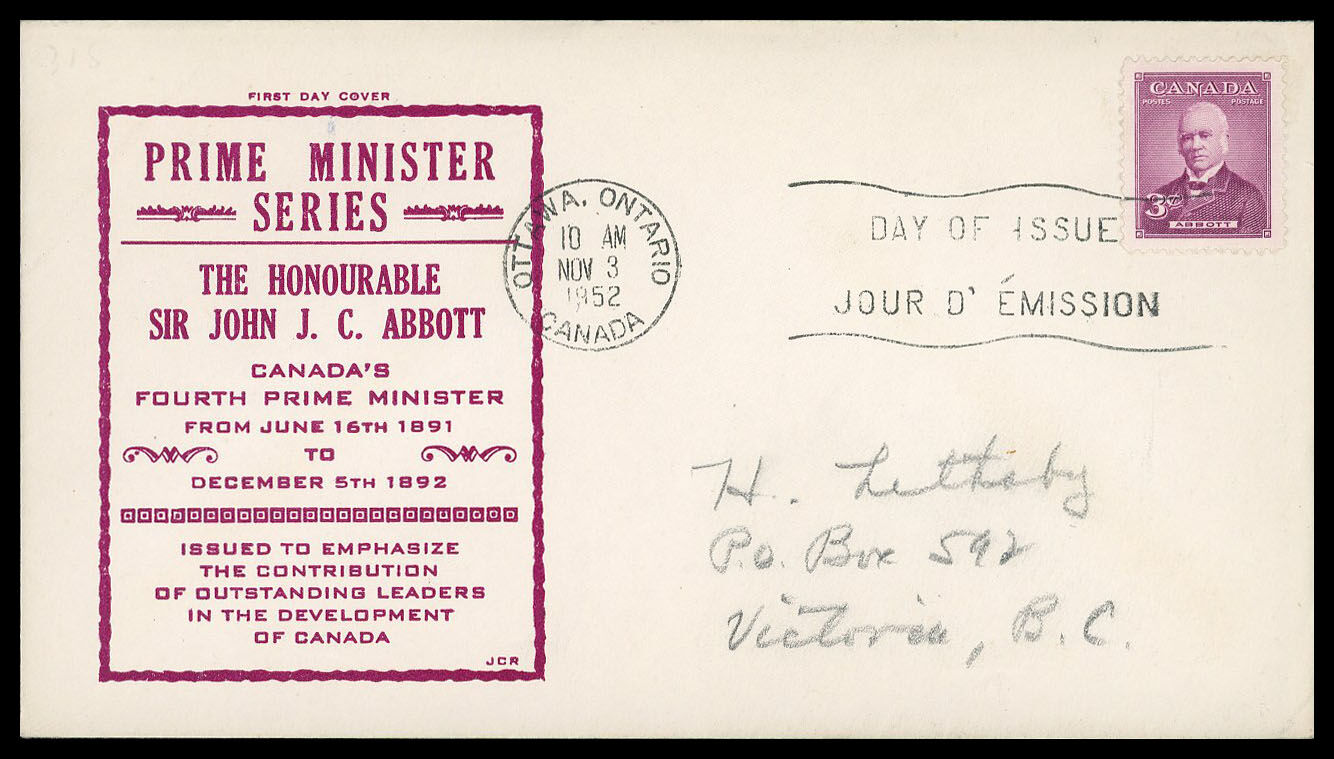 FIRST DAY COVER
PRIME MINISTER
SERIES
THE HONOURABLE
SIR JOHN J. C. ABBOTT
CANADA'S
FOURTH PRIME MINISTER
FROM JUNE 16TH 1891
TO
DECEMBER 5TH 1892
ISSUED TO EMPHASIZE
THE CONTRIBUTION
OF OUTSTANDING LEADERS
IN THE DEVELOPMENT
OF CANADA
JCR
OTTAWA, ONTARIO
10 AM
NOV 3
1952
CANADA
DAY OF ISSUE
JOUR D' ÉMISSION
CANADA
POSTES POSTAGE
3¢
ABBOTT
H. Lethaby
P.O. Box 592
Victoria, B.C.